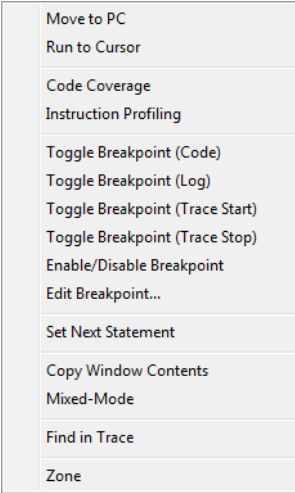 Move to PC
Run to Cursor
Code Coverage
Instruction Profiling
Toggle Breakpoint (Code)
Toggle Breakpoint (Log)
Toggle Breakpoint (Trace Start)
Toggle Breakpoint (Trace Stop)
Enable/Disable Breakpoint
Edit Breakpoint...
Set Next Statement
Copy Window Contents
Mixed-Mode
Find in Trace
Zone